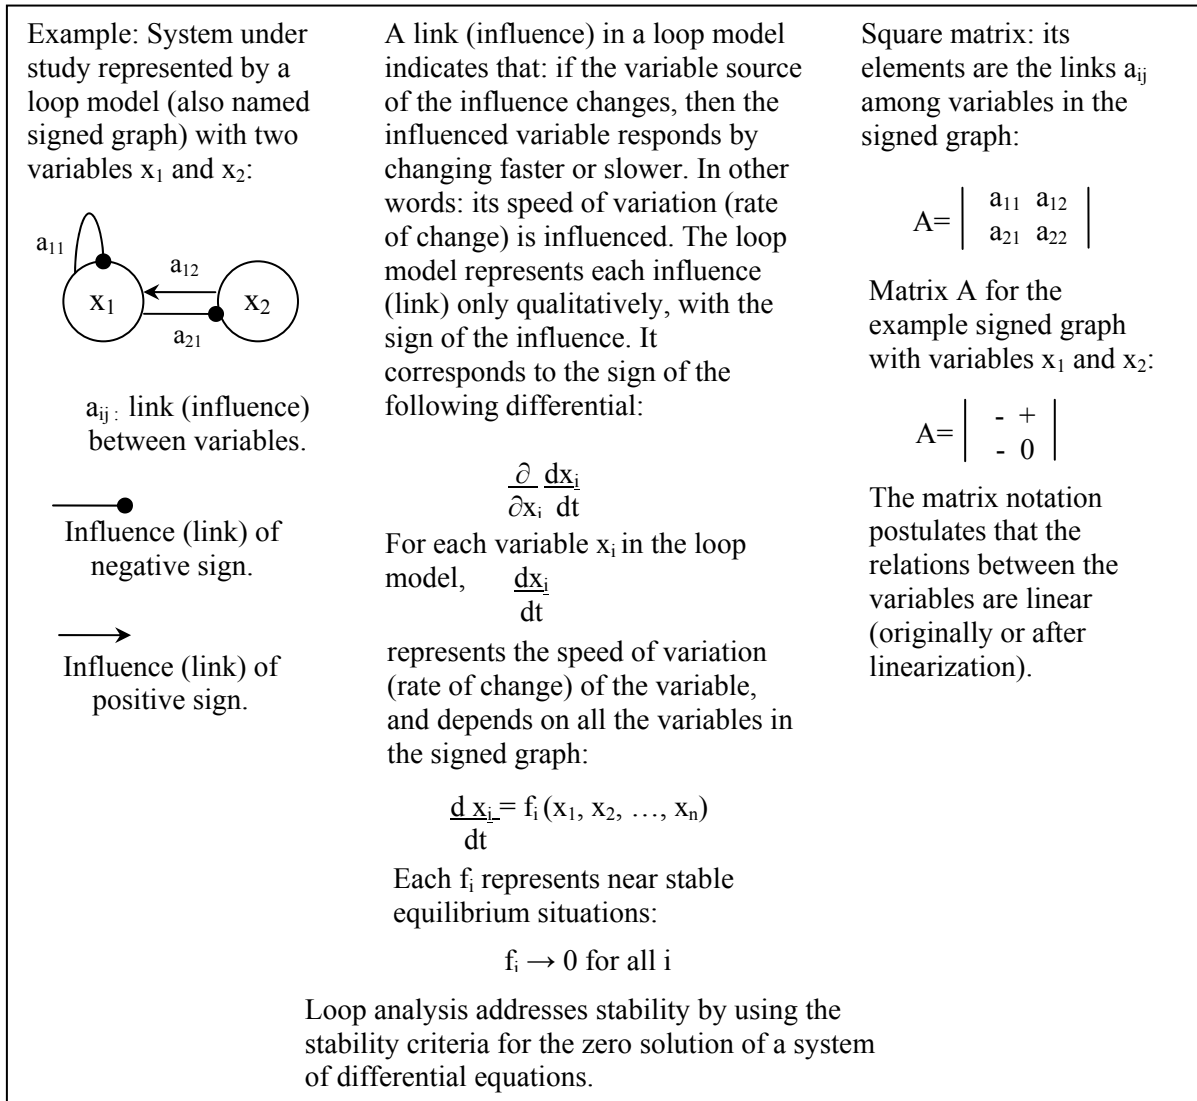 Example: System under
study represented by a
loop model (also named
signed graph) with two
variables x₁ and x₂:
a₁₁
a₁₂
x₁
x₂
a₂₁
aᵢⱼ : link (influence)
between variables.
Influence (link) of
negative sign.
Influence (link) of
positive sign.
A link (influence) in a loop model
indicates that: if the variable source
of the influence changes, then the
influenced variable responds by
changing faster or slower. In other
words: its speed of variation (rate
of change) is influenced. The loop
model represents each influence
(link) only qualitatively, with the
sign of the influence. It
corresponds to the sign of the
following differential:
∂ dxᵢ
∂xᵢ dt
For each variable xᵢ in the loop
model, dxᵢ
dt
represents the speed of variation
(rate of change) of the variable,
and depends on all the variables in
the signed graph:
d xᵢ = fᵢ (x₁, x₂, …, xₙ)
dt
Each fᵢ represents near stable
equilibrium situations:
fᵢ → 0 for all i
Square matrix: its
elements are the links aᵢⱼ
among variables in the
signed graph:
A= | a₁₁ a₁₂ |
a₂₁ a₂₂
Matrix A for the
example signed graph
with variables x₁ and x₂:
A= | - + |
- 0
The matrix notation
postulates that the
relations between the
variables are linear
(originally or after
linearization).
Loop analysis addresses stability by using the
stability criteria for the zero solution of a system
of differential equations.